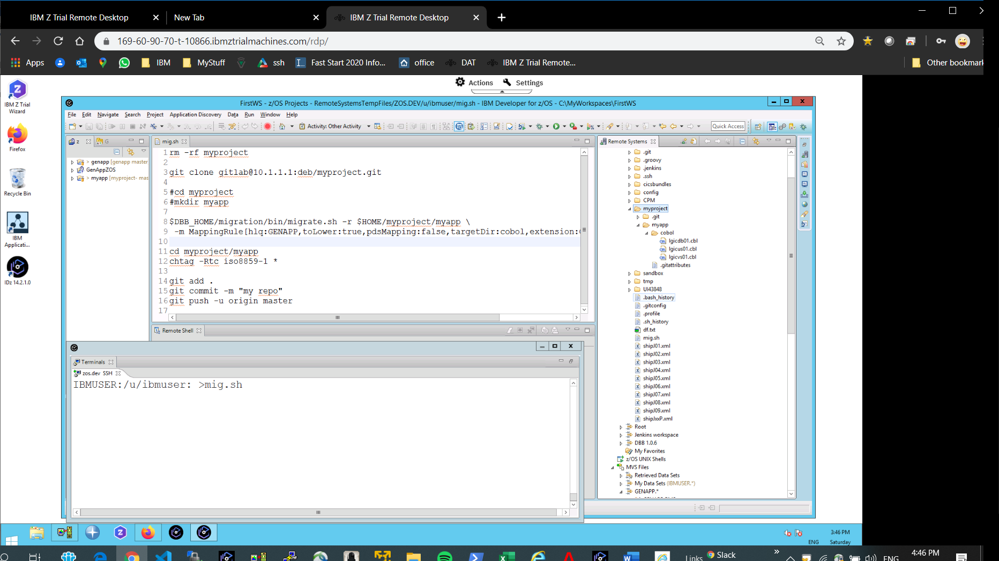 IBM Z Trial Remote Desktop
New Tab
IBM Z Trial Remote Desktop
169-60-90-70-t-10866.ibmztrialmachines.com/rdp/
Apps
IBM
MyStuff
ssh
Fast Start 2020 Info...
office
DAT
IBM Z Trial Remote...
Other bookmark
Actions
Settings
IBM Z Trial
Wizard
Firefox
Recycle Bin
IBM
Applicati...
IDz 14.2.1.0
FirstWS - z/OS Projects - RemoteSystemsTempFiles/ZOS.DEV/u/ibmuser/mig.sh - IBM Developer for z/OS - C:\MyWorkspaces\FirstWS
File Edit Navigate Search Project Application Discovery Data Run Window Help
Activity: Other Activity
Quick Access
z
G
> genapp [genapp master
GenAppZOS
> myapp [myproject- mas
mig.sh
1 rm -rf myproject
2
3 git clone gitlab@10.1.1.1:deb/myproject.git
4
5 #cd myproject
6 #mkdir myapp
7
8 $DBB_HOME/migration/bin/migrate.sh -r $HOME/myproject/myapp \
9 -m MappingRule[hlq:GENAPP,toLower:true,pdsMapping:false,targetDir:cobol,extension:
10
11 cd myproject/myapp
12 chtag -Rtc iso8859-1 *
13
14 git add .
15 git commit -m "my repo"
16 git push -u origin master
17
Remote Shell
Terminals
zos.dev SSH
IBMUSER:/u/ibmuser: >mig.sh
Remote Systems
.git
.groovy
.jenkins
.ssh
cicsbundles
config
CPM
myproject
.git
myapp
cobol
lgicdb01.cbl
lgicus01.cbl
lgicvs01.cbl
.gitattributes
sandbox
tmp
UI43848
.bash_history
.gitconfig
.profile
.sh_history
df.txt
mig.sh
shipJ01.xml
shipJ02.xml
shipJ03.xml
shipJ04.xml
shipJ05.xml
shipJ06.xml
shipJ07.xml
shipJ08.xml
shipJ09.xml
shipJxxP.xml
Root
Jenkins workspace
DBB 1.0.6
My Favorites
z/OS UNIX Shells
MVS Files
Retrieved Data Sets
My Data Sets (IBMUSER.*)
GENAPP.*
3:46 PM
ENG
Saturday
Links
Slack
ENG
4:46 PM